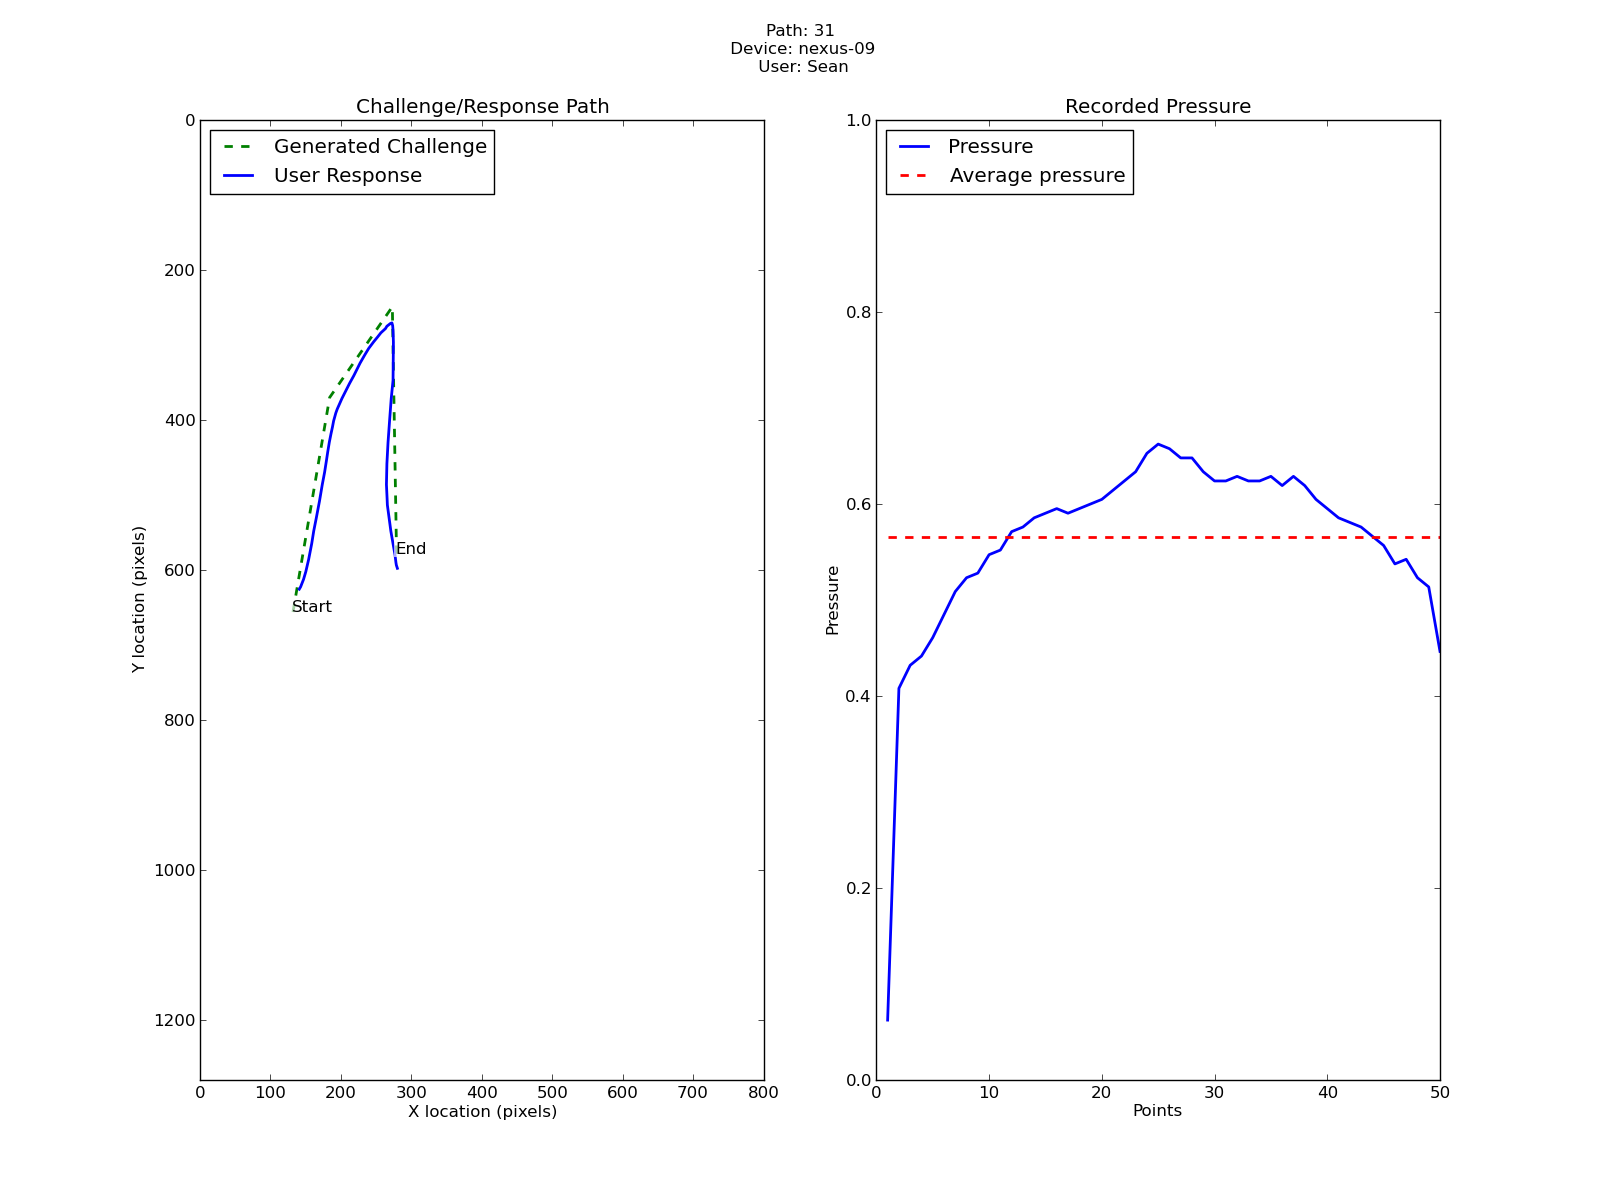 Path: 31
Device: nexus-09
User: Sean
Challenge/Response Path
Generated Challenge
User Response
0
200
400
600
800
1000
1200
Y location (pixels)
Start
End
0 100 200 300 400 500 600 700 800
X location (pixels)
Recorded Pressure
Pressure
Average pressure
1.0
0.8
0.6
0.4
0.2
0.0
Pressure
0 10 20 30 40 50
Points